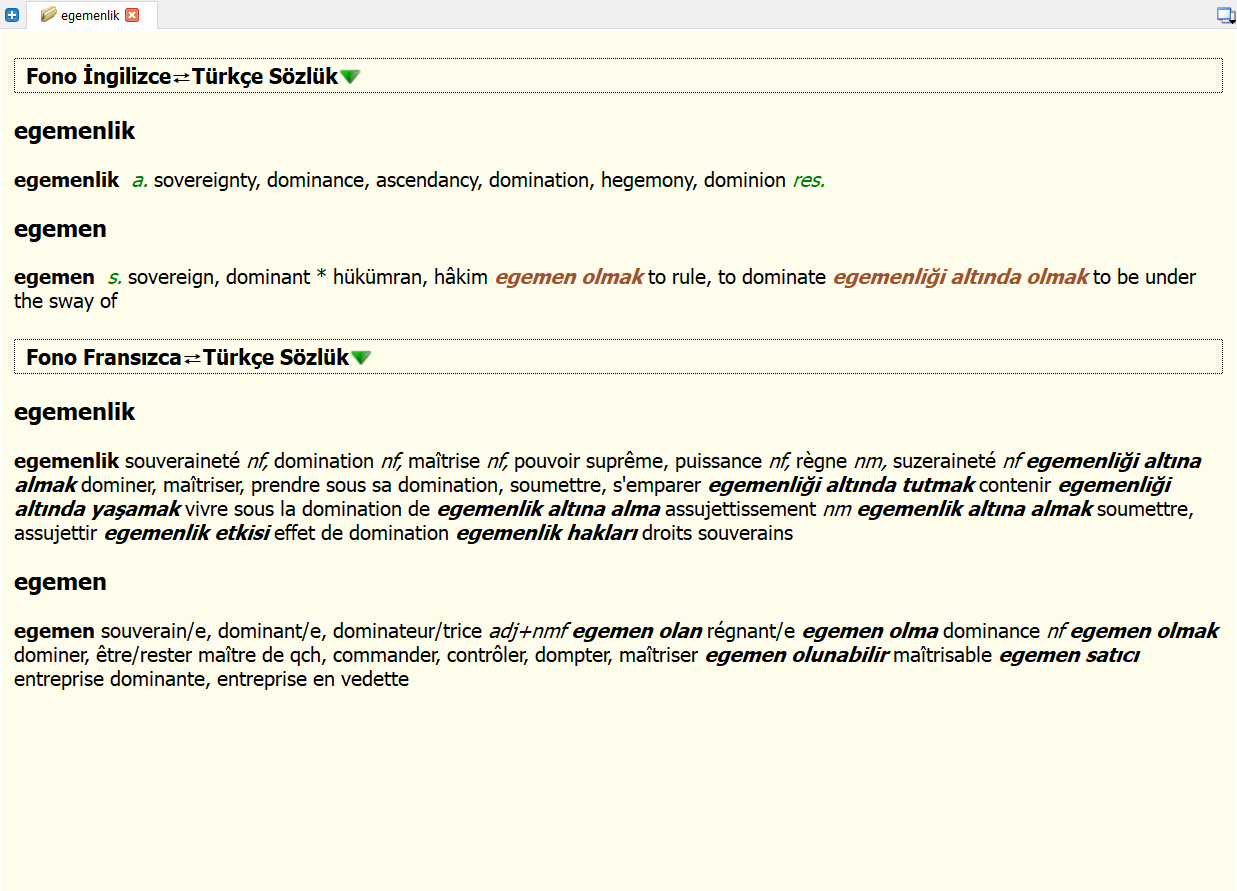 egemenlik
Fono İngilizce⇄Türkçe Sözlük
egemenlik
egemenlik a. sovereignty, dominance, ascendancy, domination, hegemony, dominion res.
egemen
egemen s. sovereign, dominant * hükümran, hâkim egemen olmak to rule, to dominate egemenliği altında olmak to be under
the sway of
Fono Fransızca⇄Türkçe Sözlük
egemenlik
egemenlik souveraineté nf, domination nf, maîtrise nf, pouvoir suprême, puissance nf, règne nm, suzeraineté nf egemenliği altına
almak dominer, maîtriser, prendre sous sa domination, soumettre, s'emparer egemenliği altında tutmak contenir egemenliği
altında yaşamak vivre sous la domination de egemenlik altına alma assujettissement nm egemenlik altına almak soumettre,
assujettir egemenlik etkisi effet de domination egemenlik hakları droits souverains
egemen
egemen souverain/e, dominant/e, dominateur/trice adj+nmf egemen olan régnant/e egemen olma dominance nf egemen olmak
dominer, être/rester maître de qch, commander, contrôler, dompter, maîtriser egemen olunabilir maîtrisable egemen satıcı
entreprise dominante, entreprise en vedette